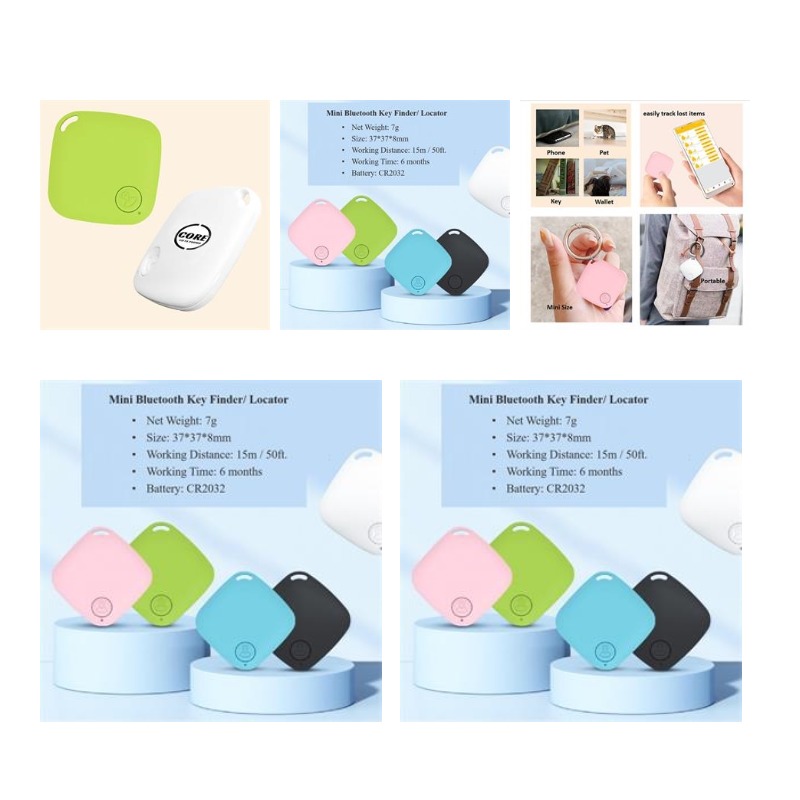 CORE
Mini Bluetooth Key Finder/ Locator
• Net Weight: 7g
• Size: 37*37*8mm
• Working Distance: 15m / 50ft.
• Working Time: 6 months
• Battery: CR2032
Phone
Pet
Key
Wallet
easily track lost items
Mini Size
Portable
Mini Bluetooth Key Finder/ Locator
• Net Weight: 7g
• Size: 37*37*8mm
• Working Distance: 15m / 50ft.
• Working Time: 6 months
• Battery: CR2032
Mini Bluetooth Key Finder/ Locator
• Net Weight: 7g
• Size: 37*37*8mm
• Working Distance: 15m / 50ft.
• Working Time: 6 months
• Battery: CR2032